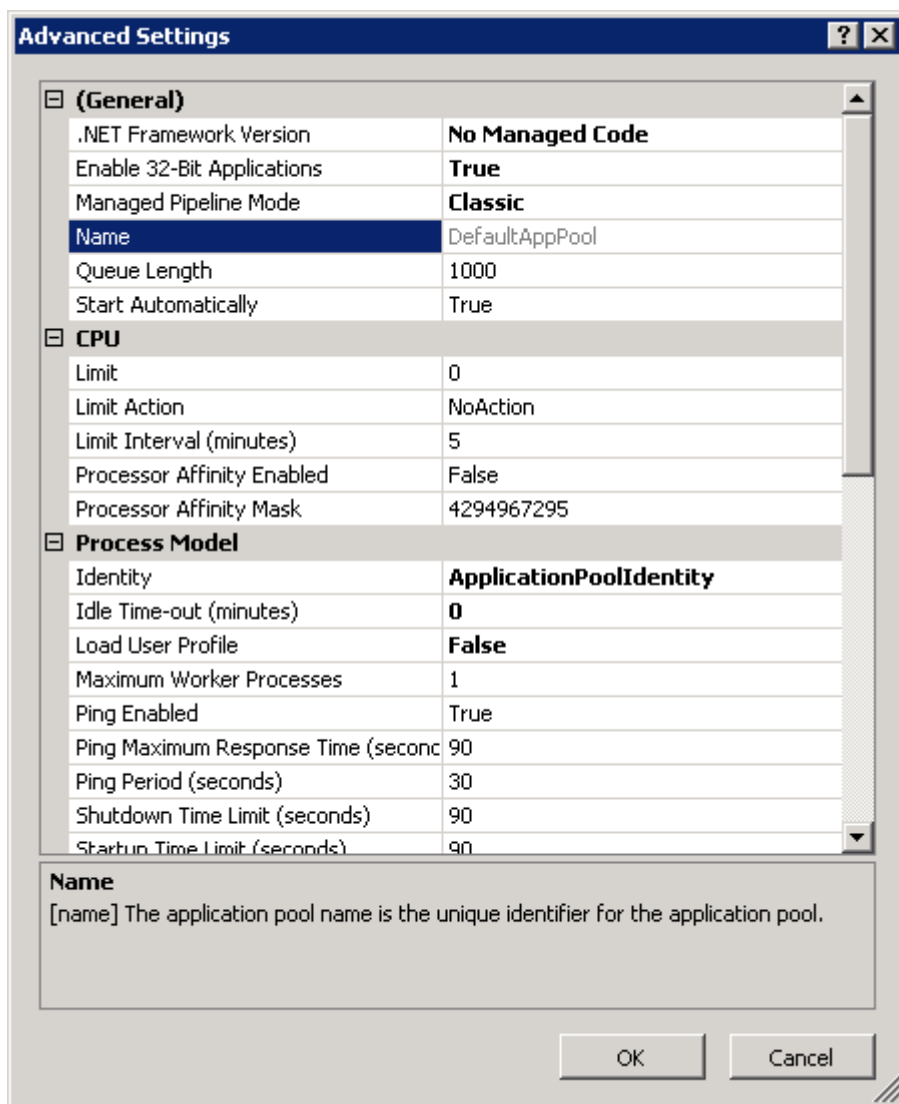 Advanced Settings
(General)
.NET Framework Version No Managed Code
Enable 32-Bit Applications True
Managed Pipeline Mode Classic
Name DefaultAppPool
Queue Length 1000
Start Automatically True
CPU
Limit 0
Limit Action NoAction
Limit Interval (minutes) 5
Processor Affinity Enabled False
Processor Affinity Mask 4294967295
Process Model
Identity ApplicationPoolIdentity
Idle Time-out (minutes) 0
Load User Profile False
Maximum Worker Processes 1
Ping Enabled True
Ping Maximum Response Time (seconc 90
Ping Period (seconds) 30
Shutdown Time Limit (seconds) 90
Startup Time Limit (seconds) 90
Name
[name] The application pool name is the unique identifier for the application pool.
OK Cancel